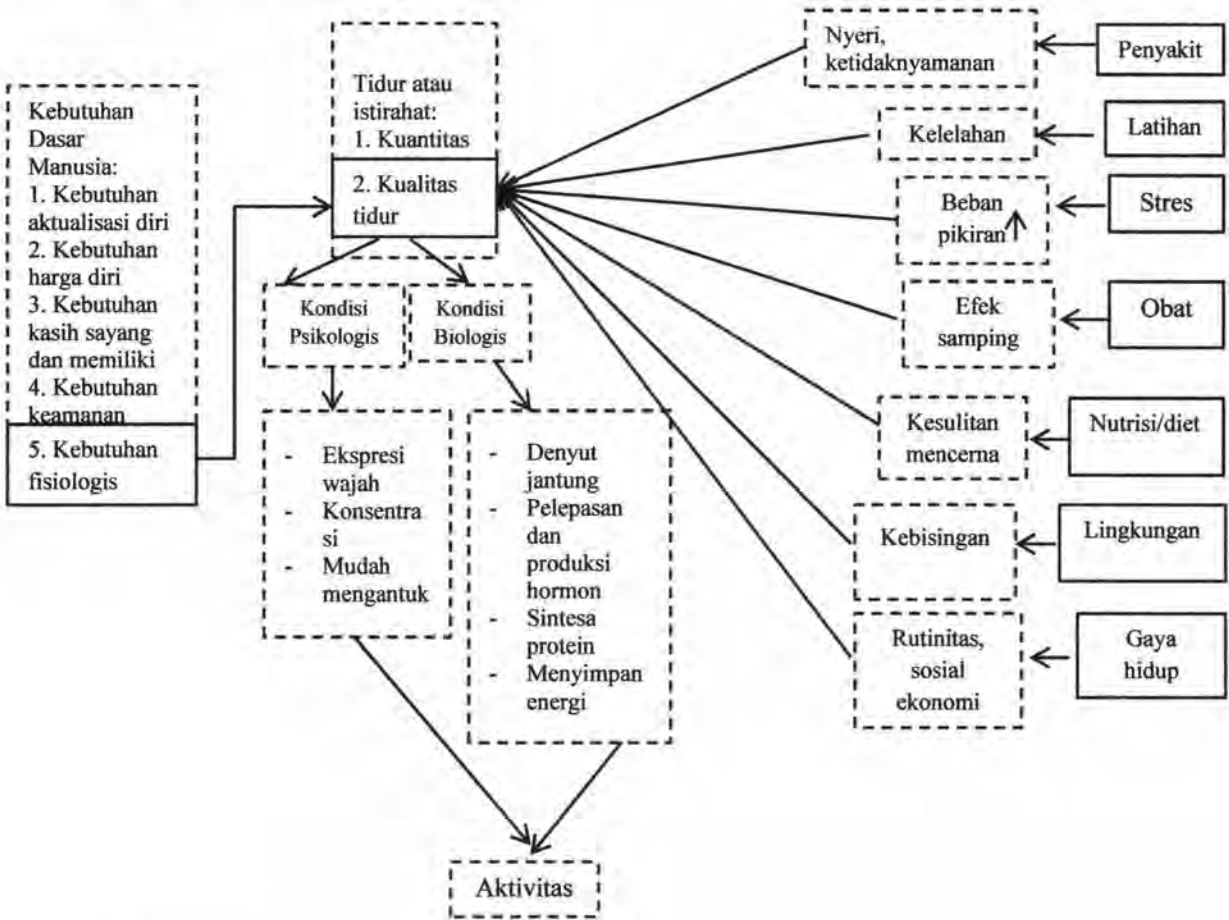 Kebutuhan
Dasar
Manusia:
1. Kebutuhan
aktualisasi diri
2. Kebutuhan
harga diri
3. Kebutuhan
kasih sayang
dan memiliki
4. Kebutuhan
keamanan
5. Kebutuhan
fisiologis
Tidur atau
istirahat:
1. Kuantitas
2. Kualitas
tidur
Kondisi
Psikologis
Kondisi
Biologis
- Ekspresi
wajah
- Konsentra
si
- Mudah
mengantuk
- Denyut
jantung
- Pelepasan
dan
produksi
hormon
- Sintesa
protein
- Menyimpan
energi
Aktivitas
Nyeri,
ketidaknyamanan
Penyakit
Kelelahan
Latihan
Beban
pikiran
Stres
Efek
samping
Obat
Kesulitan
mencerna
Nutrisi/diet
Kebisingan
Lingkungan
Rutinitas,
sosial
ekonomi
Gaya
hidup